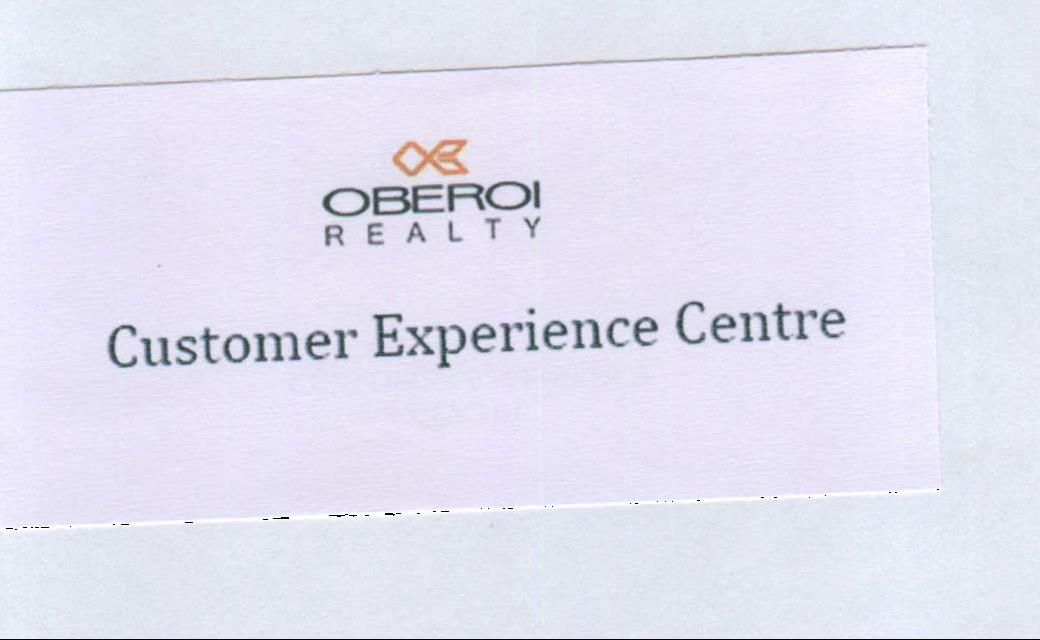 OBEROI
REALTY
Customer Experience Centre